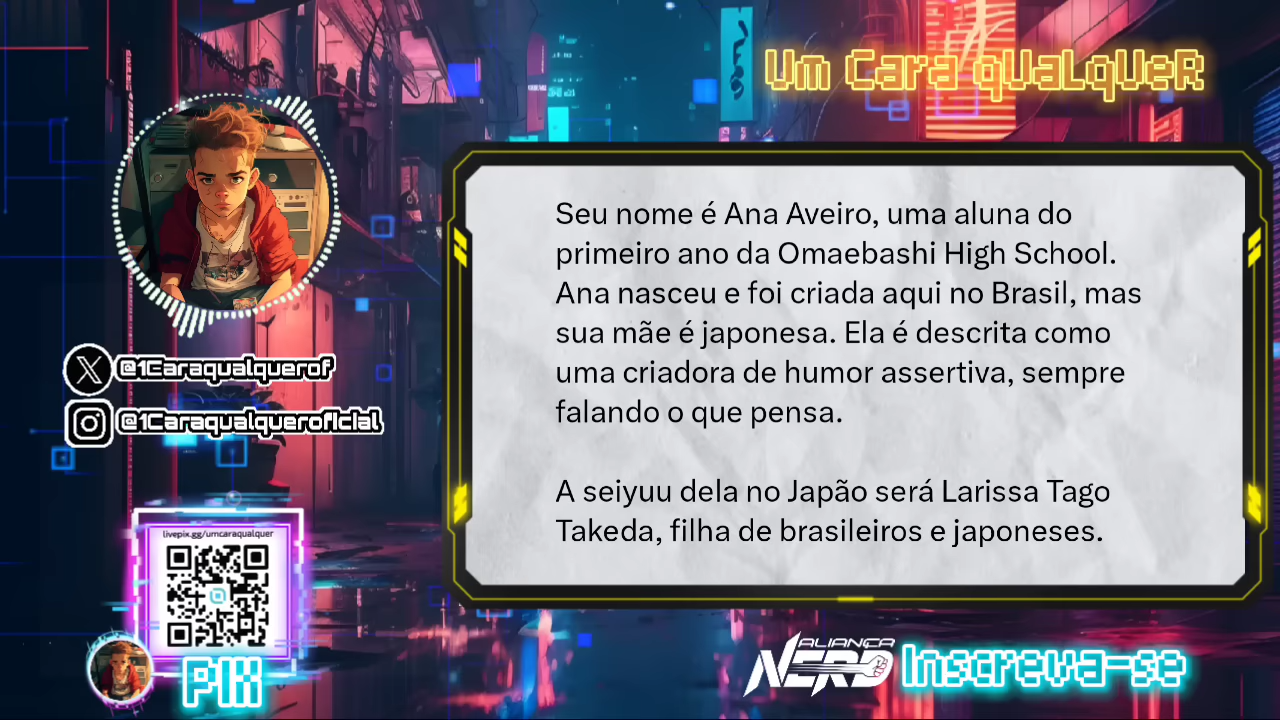 Um Cara qUaLqUeR
Seu nome é Ana Aveiro, uma aluna do
primeiro ano da Omaebashi High School.
Ana nasceu e foi criada aqui no Brasil, mas
sua mãe é japonesa. Ela é descrita como
uma criadora de humor assertiva, sempre
falando o que pensa.
A seiyuu dela no Japão será Larissa Tago
Takeda, filha de brasileiros e japoneses.
@1Caraqualquerof
@1Caraqualqueroficial
livepix.gg/umcaraqualquer
PIX
ALIANÇA
NERD
Inscreva-se